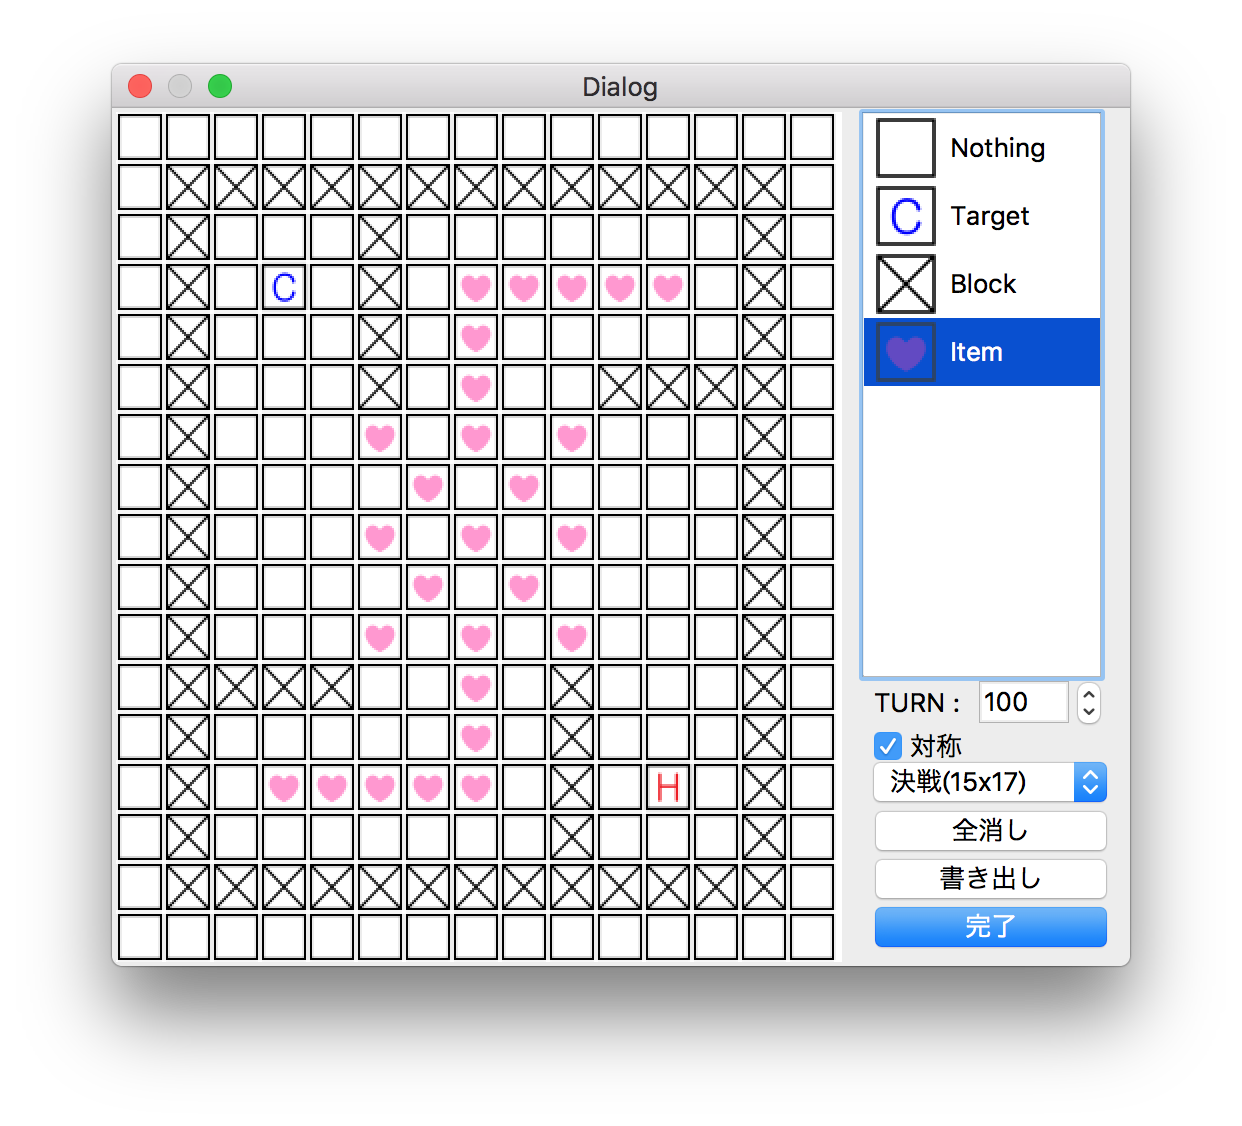 Dialog
Nothing
C Target
Block
C
Item
TURN : 100
対称
決戦(15x17)
H
全消し
書き出し
完了